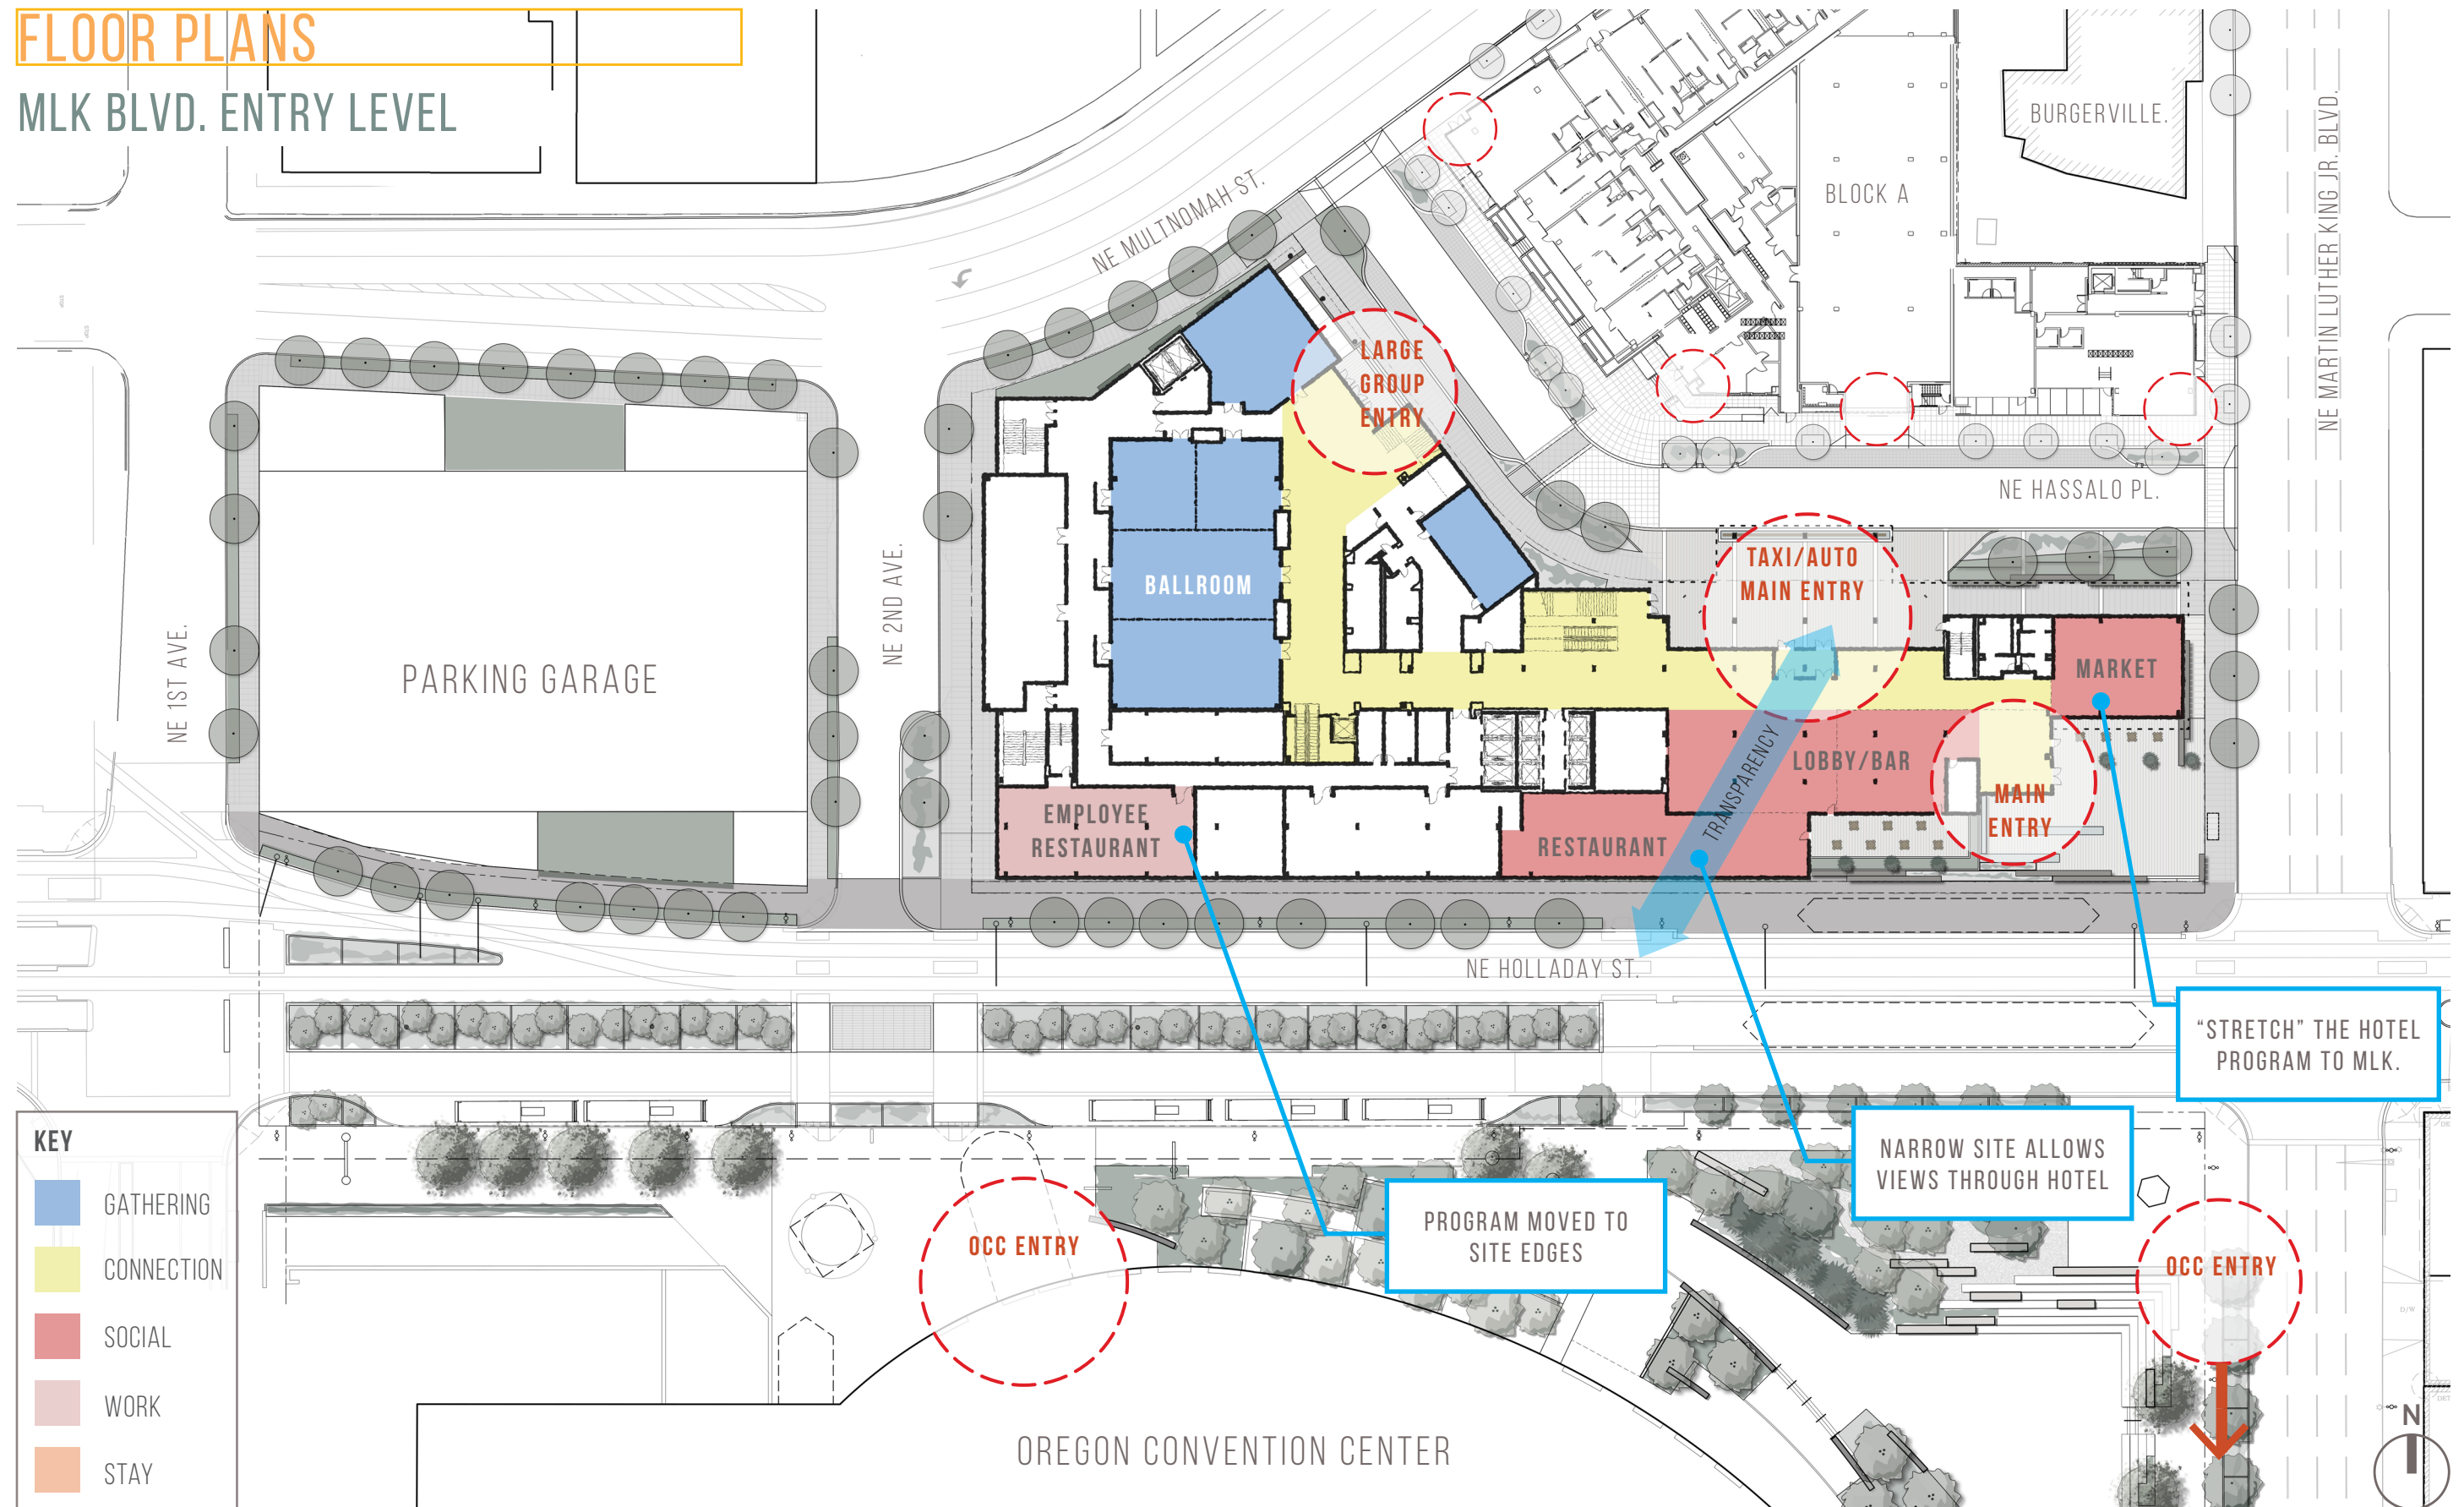 FLOOR PLANS
MLK BLVD. ENTRY LEVEL
BURGERVILLE.
BLOCK A
NE MARTIN LUTHER KING JR. BLVD.
NE MULTNOMAH ST.
LARGE
GROUP
ENTRY
NE HASSALO PL.
TAXI/AUTO
MAIN ENTRY
BALLROOM
NE 2ND AVE.
NE 1ST AVE.
PARKING GARAGE
MARKET
LOBBY/BAR
TRANSPARENCY
MAIN
ENTRY
EMPLOYEE
RESTAURANT
RESTAURANT
NE HOLLADAY ST.
"STRETCH" THE HOTEL
PROGRAM TO MLK.
NARROW SITE ALLOWS
VIEWS THROUGH HOTEL
PROGRAM MOVED TO
SITE EDGES
OCC ENTRY
OCC ENTRY
OREGON CONVENTION CENTER
KEY
GATHERING
CONNECTION
SOCIAL
WORK
STAY
D/W
N